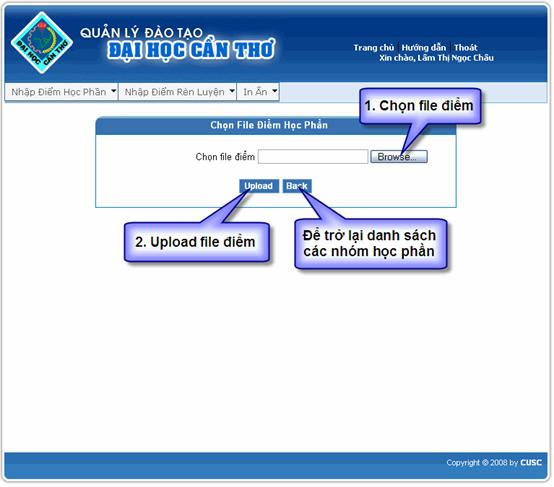 QUẢN LÝ ĐÀO TẠO
ĐẠI HỌC CẦN THƠ
ĐẠI HỌC CẦN THƠ
Trang chủ | Hướng dẫn | Thoát
Xin chào, Lâm Thị Ngọc Châu
Nhập Điểm Học Phần Nhập Điểm Rèn Luyện In Ấn
1. Chọn file điểm
Chọn File Điểm Học Phần
Chọn file điểm Browse...
Upload Back
2. Upload file điểm
Để trở lại danh sách
các nhóm học phần
Copyright © 2008 by CUSC